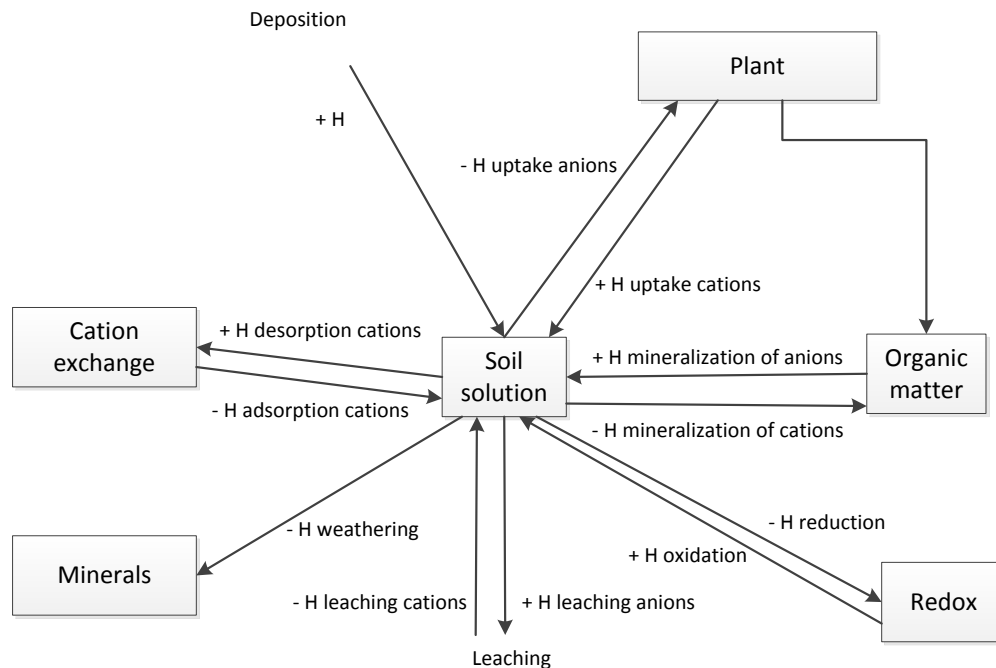 Deposition
Plant
+ H
- H uptake anions
+ H uptake cations
Cation
exchange
+ H desorption cations
- H adsorption cations
Soil
solution
+ H mineralization of anions
- H mineralization of cations
Organic
matter
- H weathering
- H reduction
+ H oxidation
Minerals
- H leaching cations
+ H leaching anions
Redox
Leaching